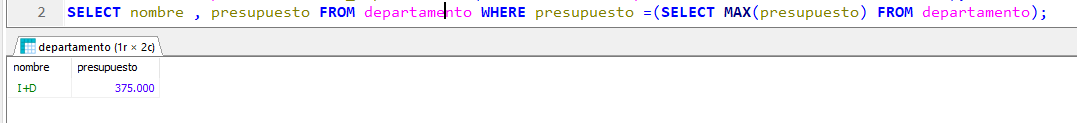 2 SELECT nombre , presupuesto FROM departamento WHERE presupuesto =(SELECT MAX(presupuesto) FROM departamento);
departamento (1r × 2c)
nombre presupuesto
I+D 375.000